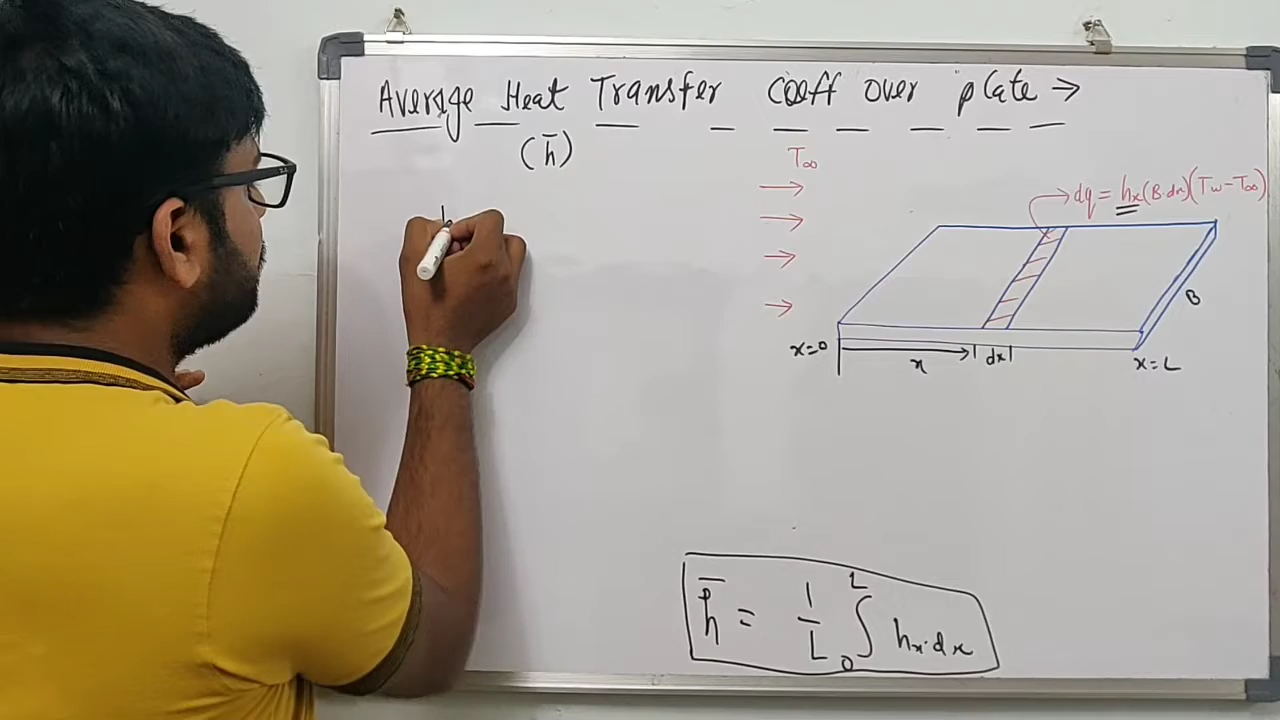 Average Heat Transfer Coeff over plate →
(h̄)
T∞
dq = hx(B·dx)(Tw-T∞)
B
x=0
x
dx
x=L
h̄ = 1/L ∫₀ᴸ hx·dx